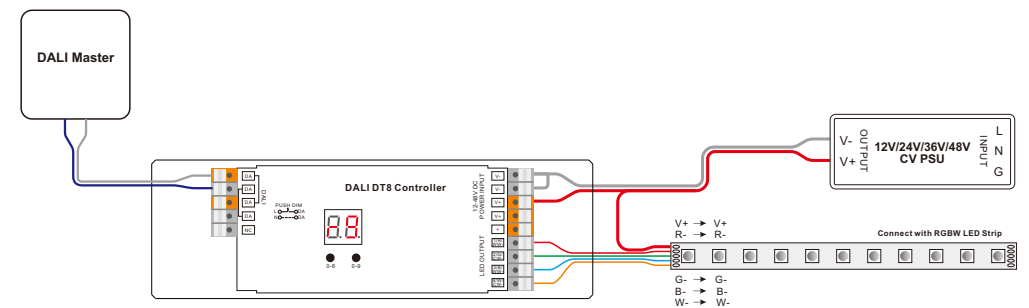 DALI Master
DA
DA
DA
DA
NC
DALI
PUSH DIM
L DA
N DA
DALI DT8 Controller
8.8.
0-6 0-9
12-48V DC
POWER INPUT
V-
V-
V+
V+
+
LED OUTPUT
V-
V+
OUTPUT
12V/24V/36V/48V
CV PSU
INPUT
L
N
G
V+ → V+
R- → R-
Connect with RGBW LED Strip
G- → G-
B- → B-
W- → W-